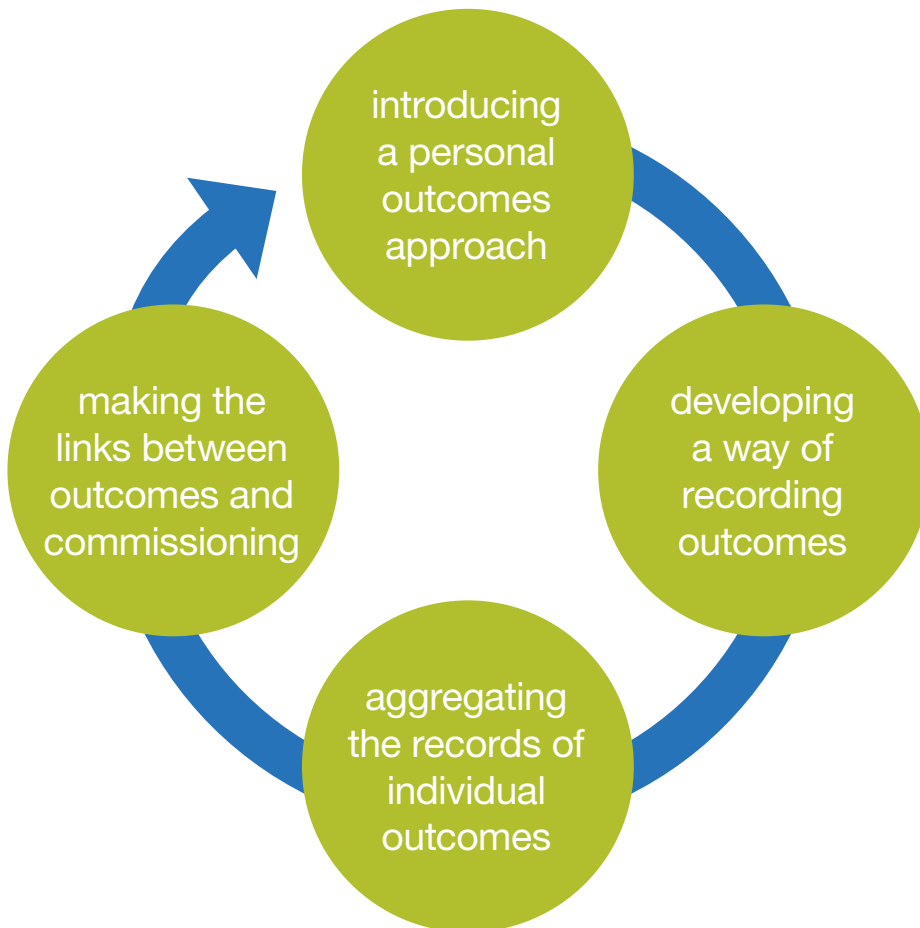 introducing
a personal
outcomes
approach
developing
a way of
recording
outcomes
aggregating
the records of
individual
outcomes
making the
links between
outcomes and
commissioning